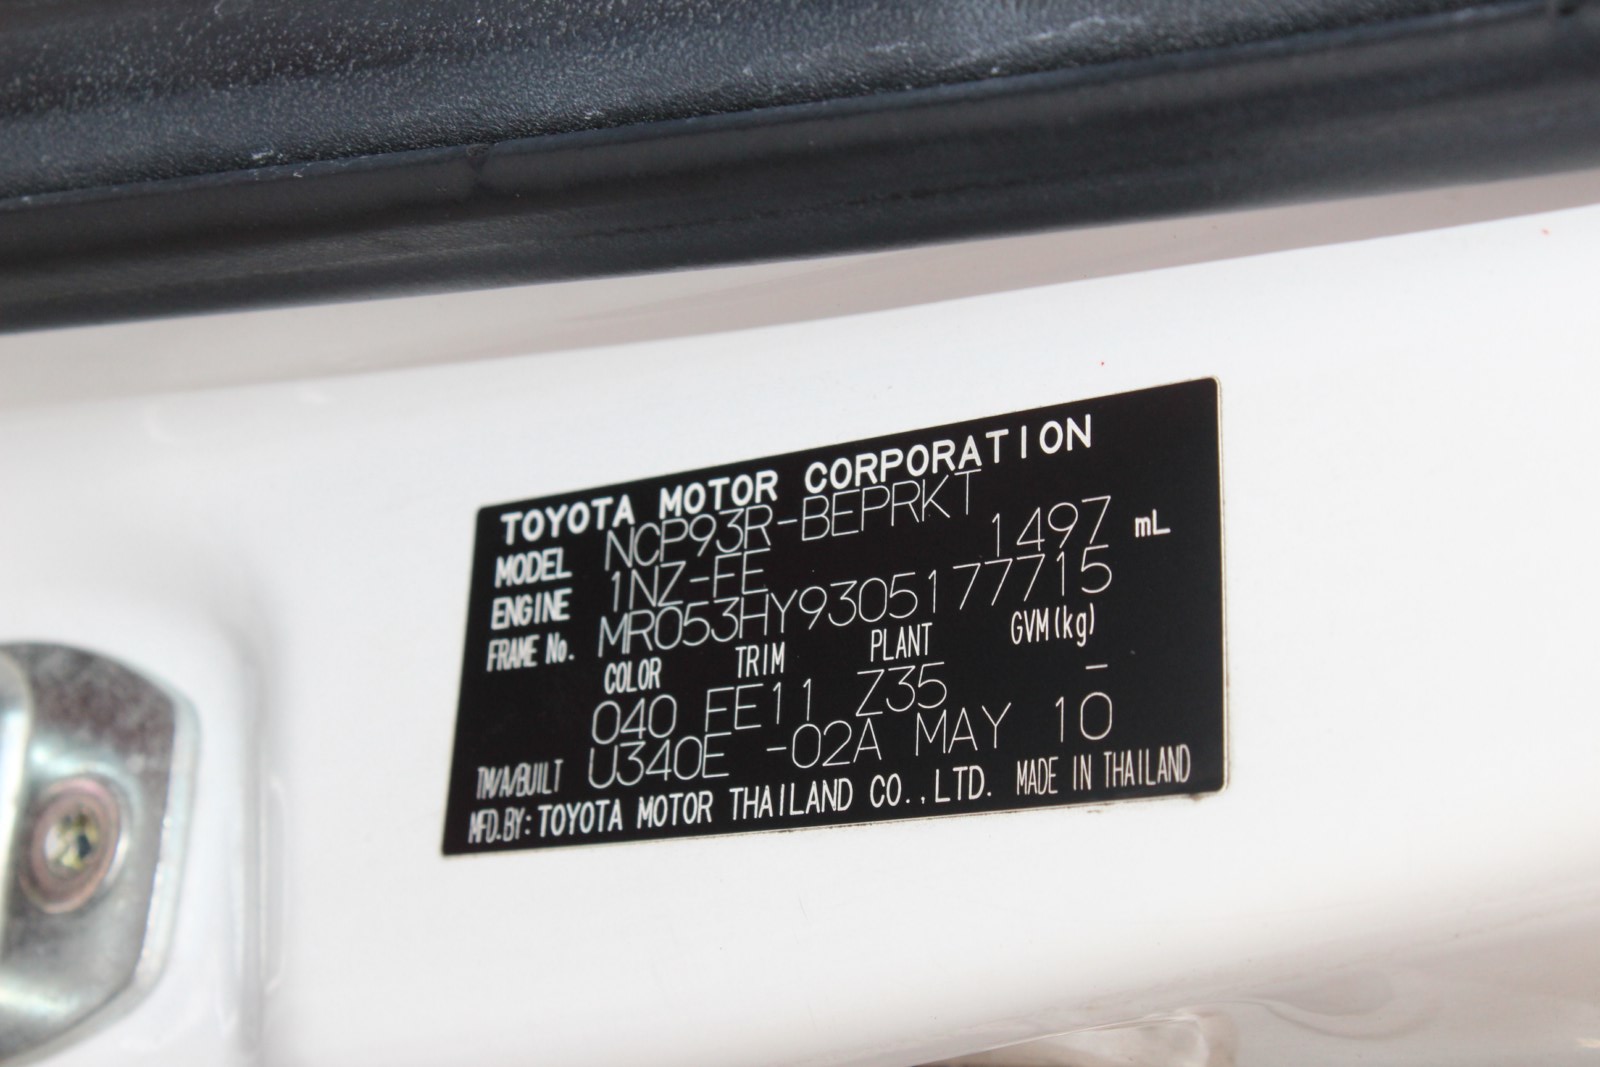 TOYOTA MOTOR CORPORATION
MODEL NCP93R-BEPRKT
ENGINE 1NZ-FE 1497 mL
FRAME No. MR053HY9305177715
COLOR TRIM PLANT GVM(kg)
040 FE11 Z35 -
TM/A/BUILT U340E -02A MAY 10
MFD.BY: TOYOTA MOTOR THAILAND CO.,LTD. MADE IN THAILAND